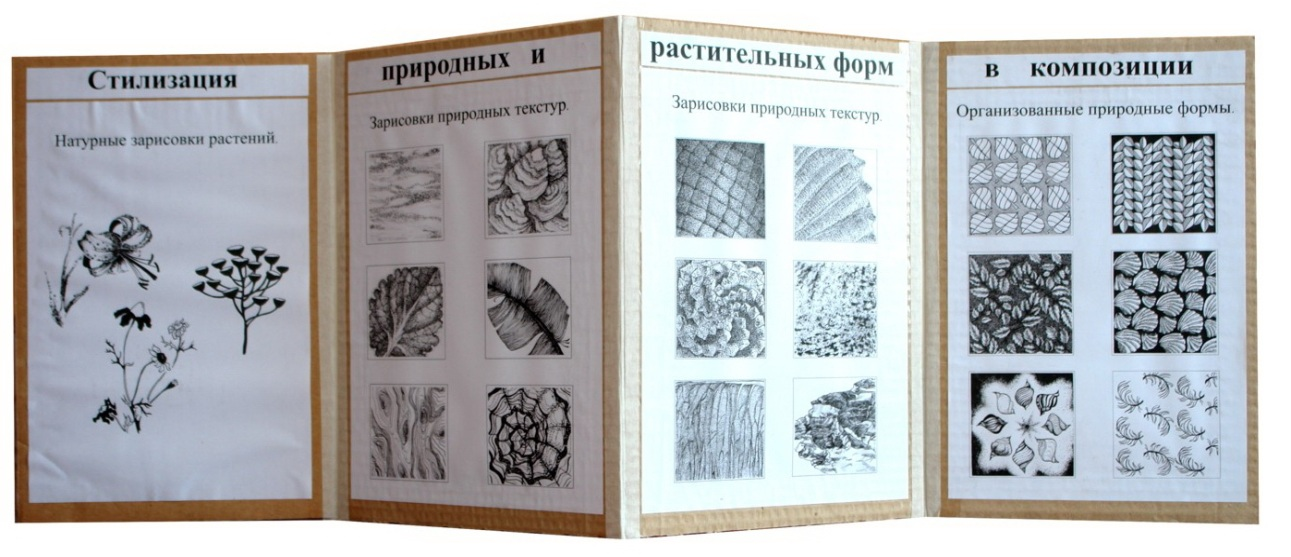 Стилизация
Натурные зарисовки растений.
природных и
Зарисовки природных текстур.
растительных форм
Зарисовки природных текстур.
в композиции
Организованные природные формы.